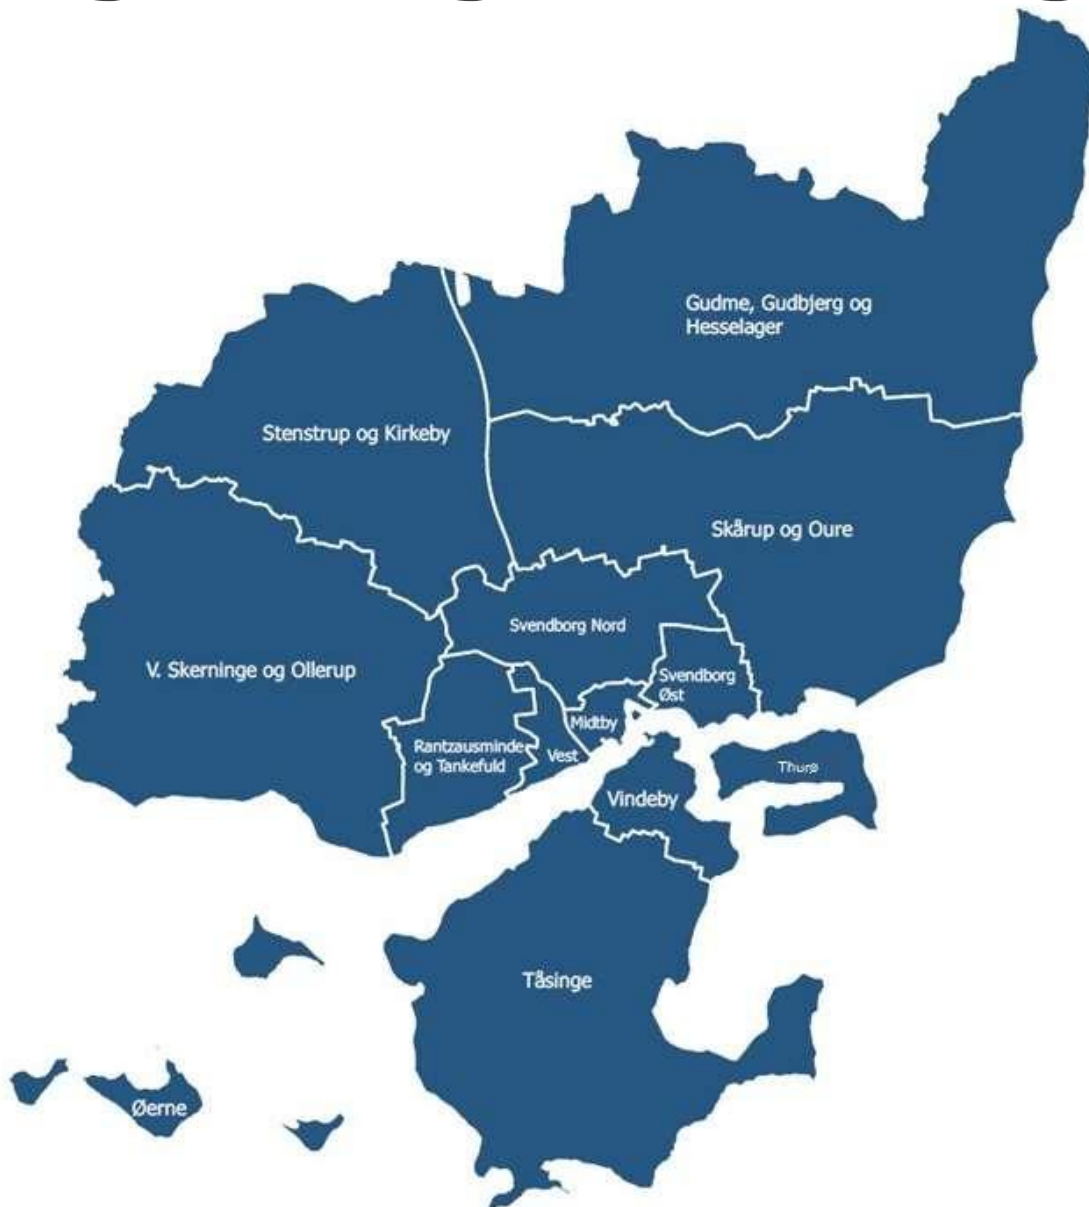 Gudme, Gudbjerg og
Hesselager
Stenstrup og Kirkeby
Skårup og Oure
Svendborg Nord
V. Skerninge og Ollerup
Svendborg
Øst
Midtby
Rantzausminde
og Tankefuld
Vest
Thurø
Vindeby
Tåsinge
Øerne